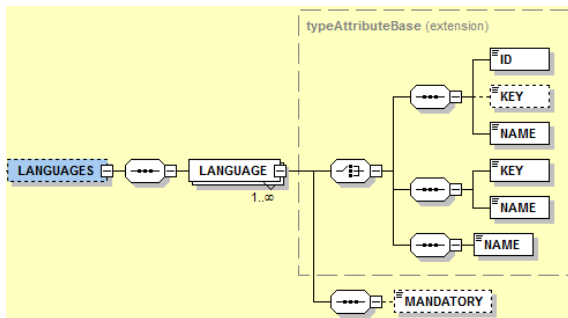 typeAttributeBase (extension)
ID
KEY
NAME
LANGUAGES
LANGUAGE
1..∞
KEY
NAME
NAME
MANDATORY